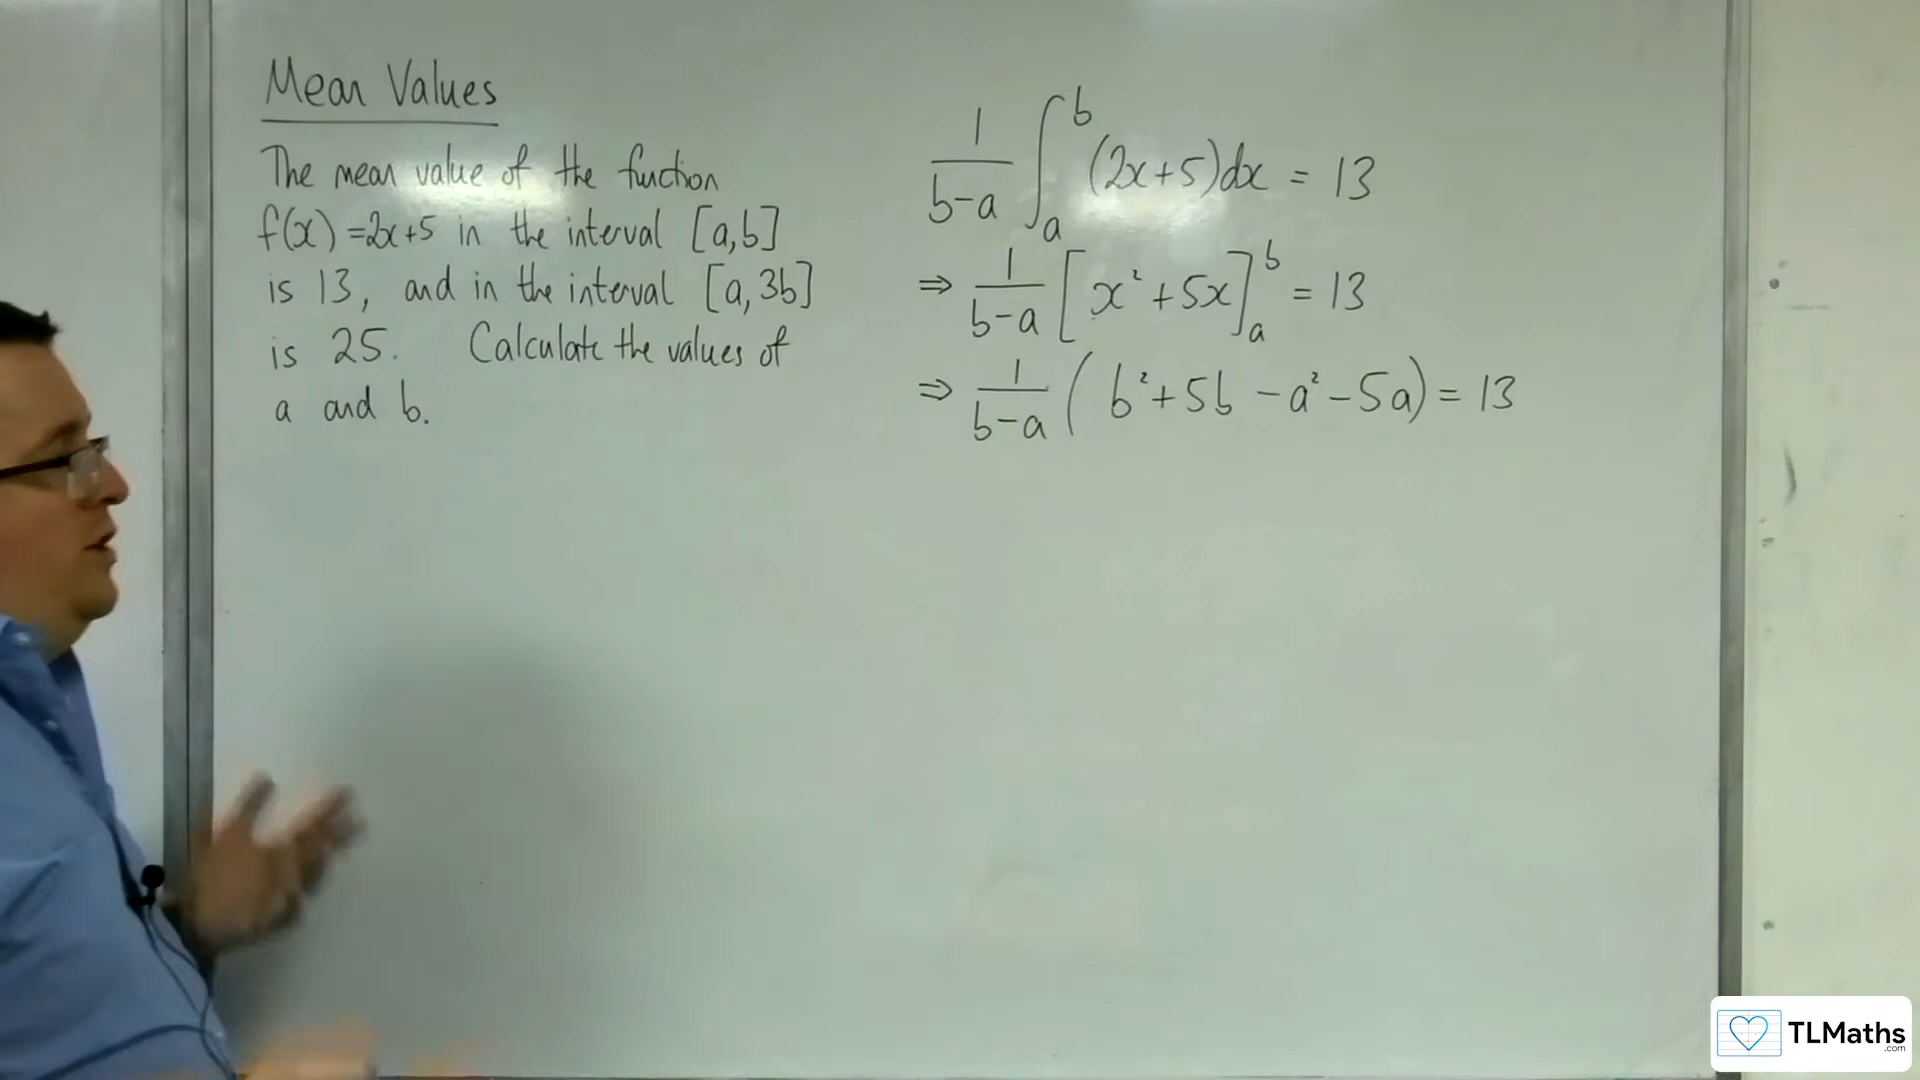 Mean Values
The mean value of the function
f(x)=2x+5 in the interval [a,b]
is 13, and in the interval [a,3b]
is 25. Calculate the values of
a and b.
1/(b-a) ∫_a^b (2x+5)dx = 13
⇒ 1/(b-a) [x²+5x]_a^b = 13
⇒ 1/(b-a) (b²+5b-a²-5a) = 13
TLMaths
.com